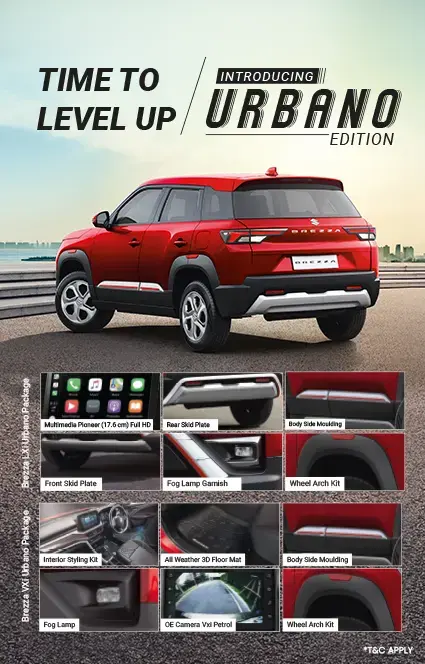 TIME TO
LEVEL UP
INTRODUCING
URBANO
EDITION
BREZZA
BREZZA
Brezza LXi Urbano Package
Multimedia Pioneer (17.6 cm) Full HD
Rear Skid Plate
Body Side Moulding
Front Skid Plate
Fog Lamp Garnish
Wheel Arch Kit
Brezza VXi Urbano Package
Interior Styling Kit
All Weather 3D Floor Mat
Body Side Moulding
Fog Lamp
OE Camera Vxi Petrol
Wheel Arch Kit
*T&C APPLY